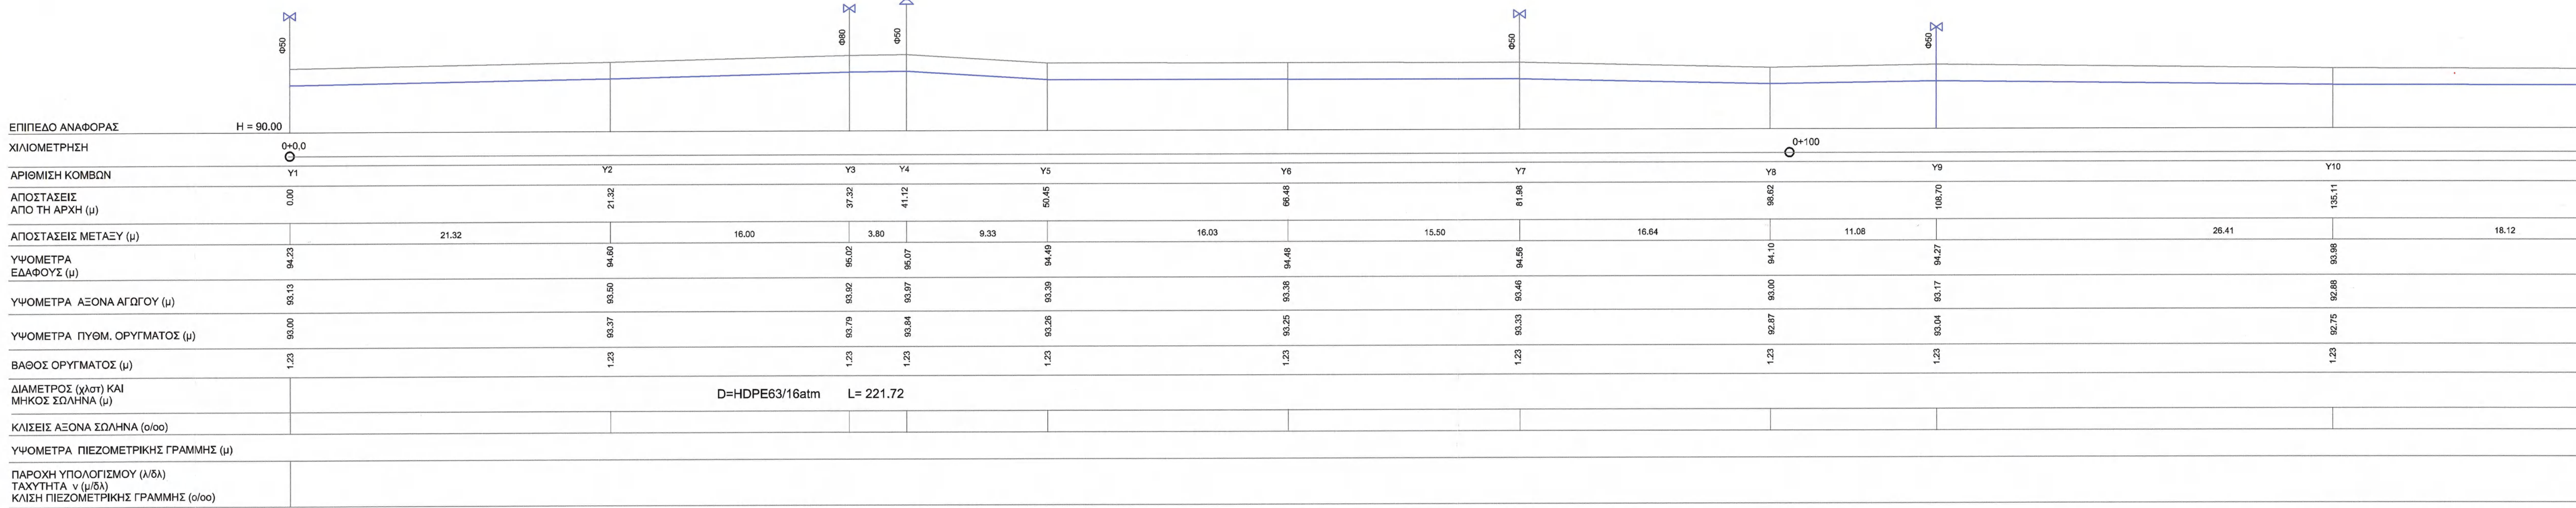 Φ50 Φ80 Φ50 Φ50 Φ50
ΕΠΙΠΕΔΟ ΑΝΑΦΟΡΑΣ H = 90.00
ΧΙΛΙΟΜΕΤΡΗΣΗ 0+0,0 0+100
ΑΡΙΘΜΙΣΗ ΚΟΜΒΩΝ Y1 Y2 Y3 Y4 Y5 Y6 Y7 Y8 Y9 Y10
ΑΠΟΣΤΑΣΕΙΣ
ΑΠΟ ΤΗ ΑΡΧΗ (μ) 0.00 21.32 37.32 41.12 50.45 66.48 81.98 98.62 108.70 135.11
ΑΠΟΣΤΑΣΕΙΣ ΜΕΤΑΞΥ (μ) 21.32 16.00 3.80 9.33 16.03 15.50 16.64 11.08 26.41 18.12
ΥΨΟΜΕΤΡΑ
ΕΔΑΦΟΥΣ (μ) 94.23 94.60 95.02 95.07 94.49 94.48 94.56 94.10 94.27 93.98
ΥΨΟΜΕΤΡΑ ΑΞΟΝΑ ΑΓΩΓΟΥ (μ) 93.13 93.50 93.92 93.97 93.39 93.38 93.46 93.00 93.17 92.88
ΥΨΟΜΕΤΡΑ ΠΥΘΜ. ΟΡΥΓΜΑΤΟΣ (μ) 93.00 93.37 93.79 93.84 93.26 93.25 93.33 92.87 93.04 92.75
ΒΑΘΟΣ ΟΡΥΓΜΑΤΟΣ (μ) 1.23 1.23 1.23 1.23 1.23 1.23 1.23 1.23 1.23 1.23
ΔΙΑΜΕΤΡΟΣ (χλστ) ΚΑΙ
ΜΗΚΟΣ ΣΩΛΗΝΑ (μ) D=HDPE63/16atm L= 221.72
ΚΛΙΣΕΙΣ ΑΞΟΝΑ ΣΩΛΗΝΑ (ο/οο)
ΥΨΟΜΕΤΡΑ ΠΙΕΖΟΜΕΤΡΙΚΗΣ ΓΡΑΜΜΗΣ (μ)
ΠΑΡΟΧΗ ΥΠΟΛΟΓΙΣΜΟΥ (λ/δλ)
ΤΑΧΥΤΗΤΑ v (μ/δλ)
ΚΛΙΣΗ ΠΙΕΖΟΜΕΤΡΙΚΗΣ ΓΡΑΜΜΗΣ (ο/οο)